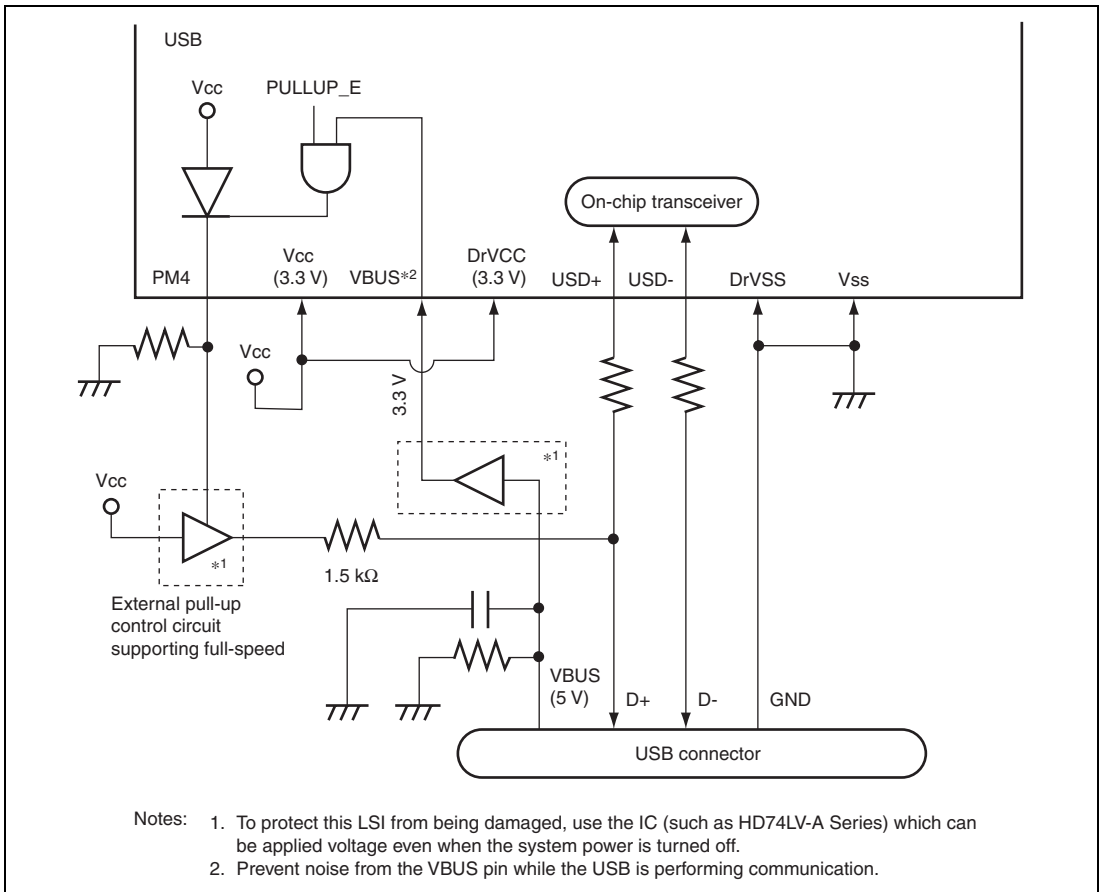 USB
Vcc
PULLUP_E
On-chip transceiver
PM4
Vcc
(3.3 V)
VBUS*2
DrVCC
(3.3 V)
USD+
USD-
DrVSS
Vss
Vcc
3.3 V
*1
Vcc
*1
1.5 kΩ
External pull-up
control circuit
supporting full-speed
VBUS
(5 V)
D+
D-
GND
USB connector
Notes: 1. To protect this LSI from being damaged, use the IC (such as HD74LV-A Series) which can
be applied voltage even when the system power is turned off.
2. Prevent noise from the VBUS pin while the USB is performing communication.